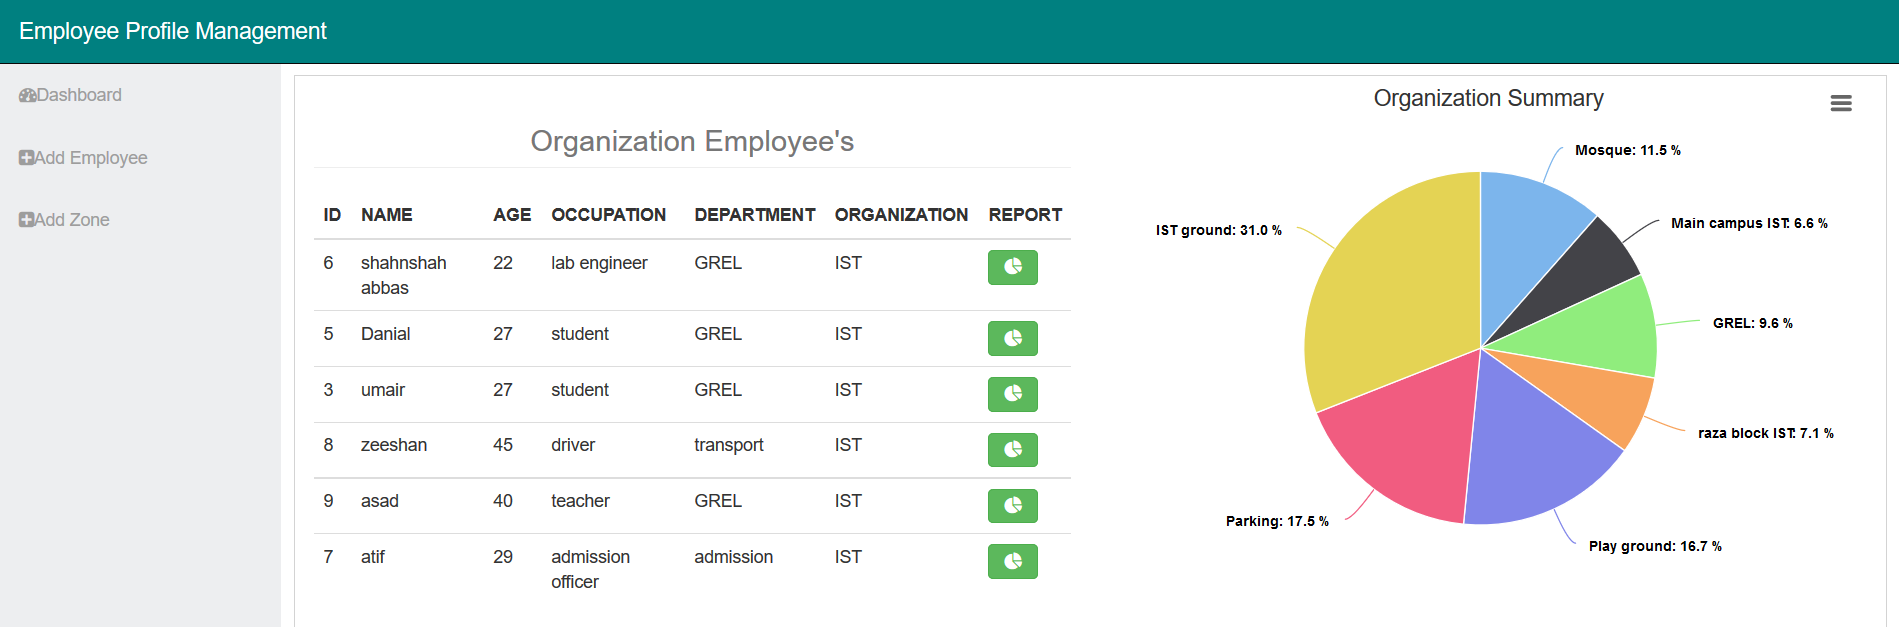 Employee Profile Management
Dashboard
Add Employee
Add Zone
Organization Employee's
ID NAME AGE OCCUPATION DEPARTMENT ORGANIZATION REPORT
6 shahnshah 22 lab engineer GREL IST
abbas
5 Danial 27 student GREL IST
3 umair 27 student GREL IST
8 zeeshan 45 driver transport IST
9 asad 40 teacher GREL IST
7 atif 29 admission admission IST
officer
Organization Summary
Mosque: 11.5 %
Main campus IST: 6.6 %
IST ground: 31.0 %
GREL: 9.6 %
raza block IST: 7.1 %
Parking: 17.5 %
Play ground: 16.7 %